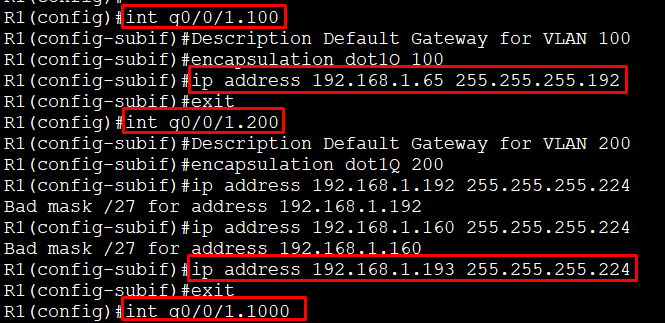 R1(config)#int g0/0/1.100
R1(config-subif)#Description Default Gateway for VLAN 100
R1(config-subif)#encapsulation dot1Q 100
R1(config-subif)#ip address 192.168.1.65 255.255.255.192
R1(config-subif)#exit
R1(config)#int g0/0/1.200
R1(config-subif)#Description Default Gateway for VLAN 200
R1(config-subif)#encapsulation dot1Q 200
R1(config-subif)#ip address 192.168.1.192 255.255.255.224
Bad mask /27 for address 192.168.1.192
R1(config-subif)#ip address 192.168.1.160 255.255.255.224
Bad mask /27 for address 192.168.1.160
R1(config-subif)#ip address 192.168.1.193 255.255.255.224
R1(config-subif)#exit
R1(config)#int g0/0/1.1000